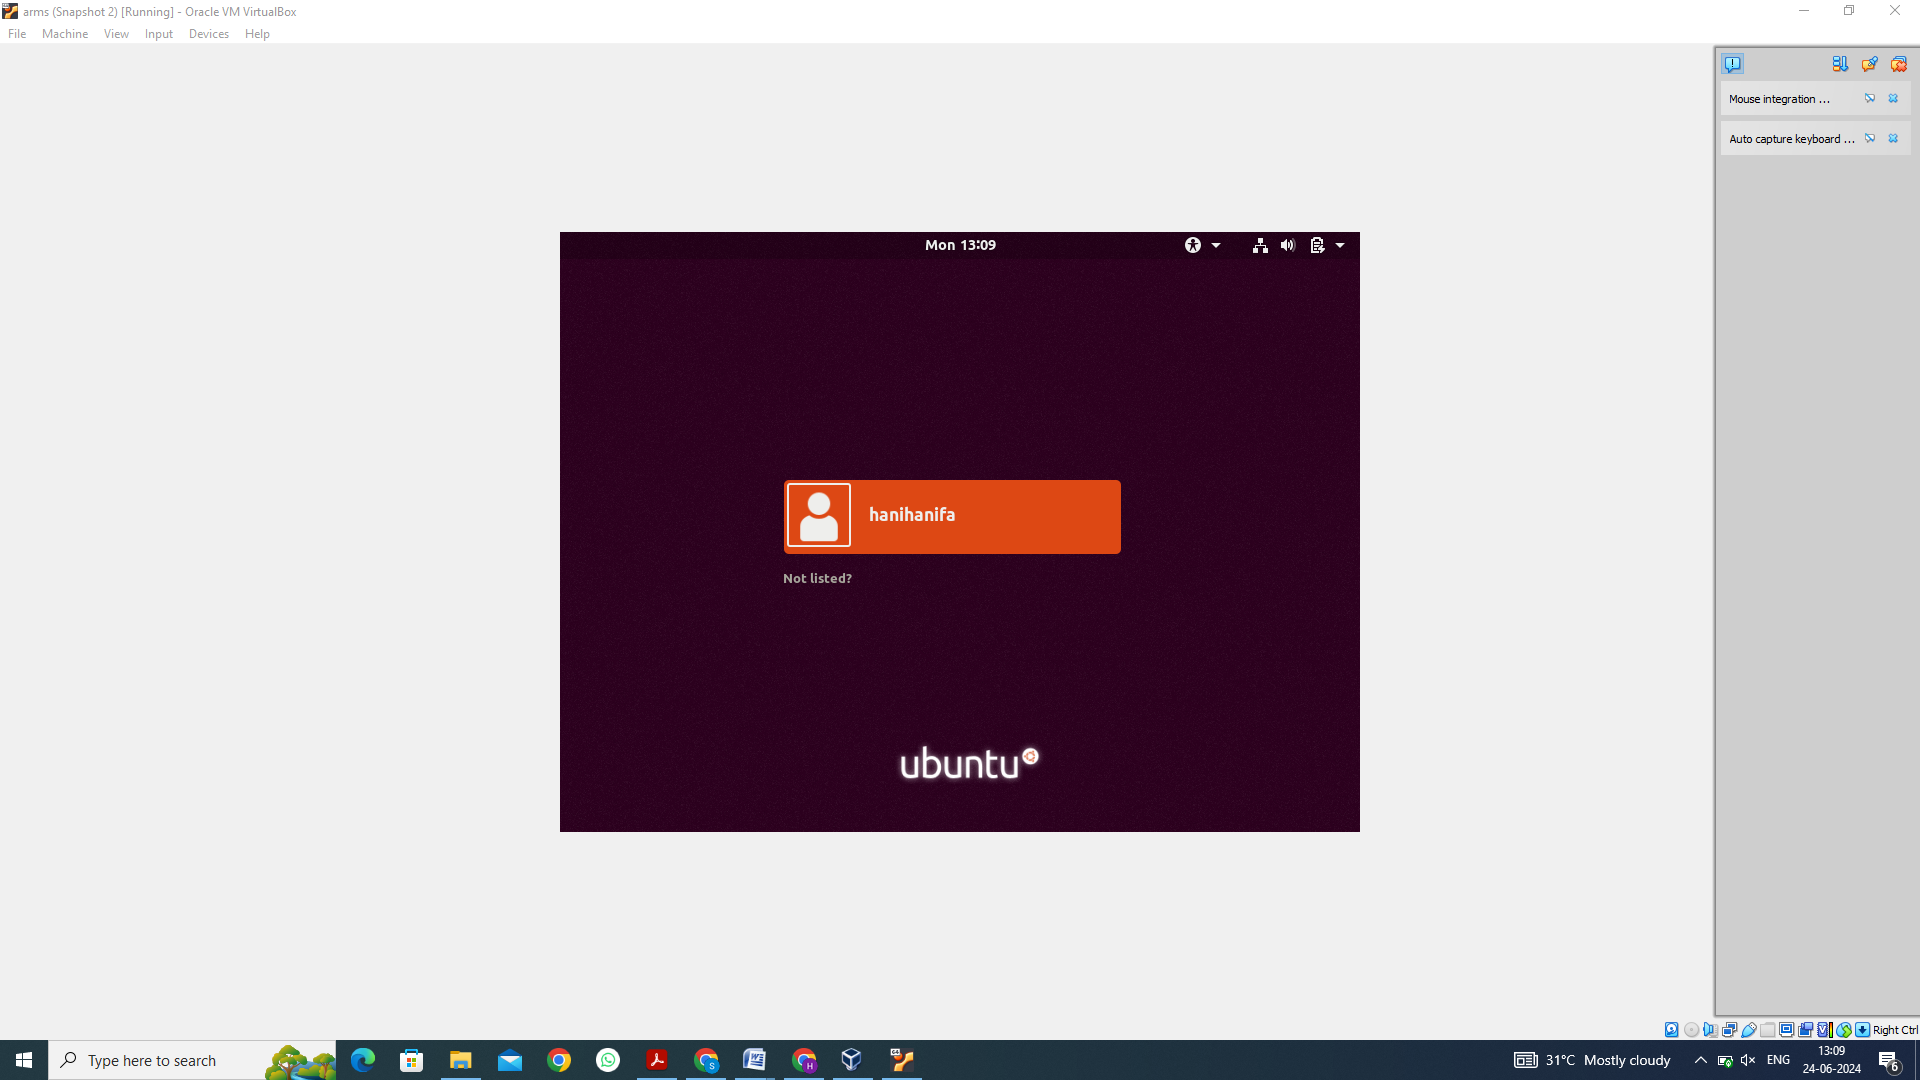 arms (Snapshot 2) [Running] - Oracle VM VirtualBox
File Machine View Input Devices Help
Mouse integration ...
Auto capture keyboard ...
Mon 13:09
hanihanifa
Not listed?
ubuntu
Right Ctrl
Type here to search
31°C Mostly cloudy
ENG
13:09
24-06-2024
6